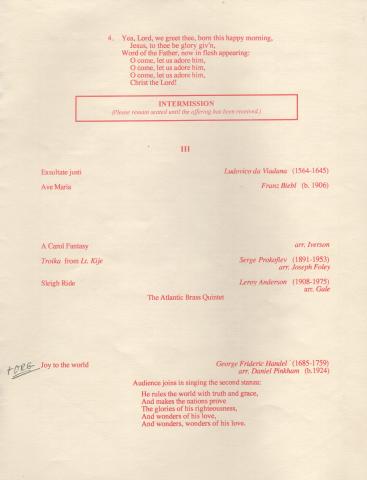 4. Yea, Lord, we greet thee, born this happy morning,
Jesus, to thee be glory giv'n,
Word of the Father, now in flesh appearing:
O come, let us adore him,
O come, let us adore him,
O come, let us adore him,
Christ the Lord!
INTERMISSION
(Please remain seated until the offering has been received.)
III
Exsultate justi Ludovico da Viadana (1564-1645)
Ave Maria Franz Biebl (b. 1906)
A Carol Fantasy arr. Iverson
Troika from Lt. Kije Serge Prokofiev (1891-1953)
arr. Joseph Foley
Sleigh Ride Leroy Anderson (1908-1975)
arr. Gale
The Atlantic Brass Quintet
+ORG Joy to the world George Frideric Handel (1685-1759)
arr. Daniel Pinkham (b.1924)
Audience joins in singing the second stanza:
He rules the world with truth and grace,
And makes the nations prove
The glories of his righteousness,
And wonders of his love,
And wonders, wonders of his love.